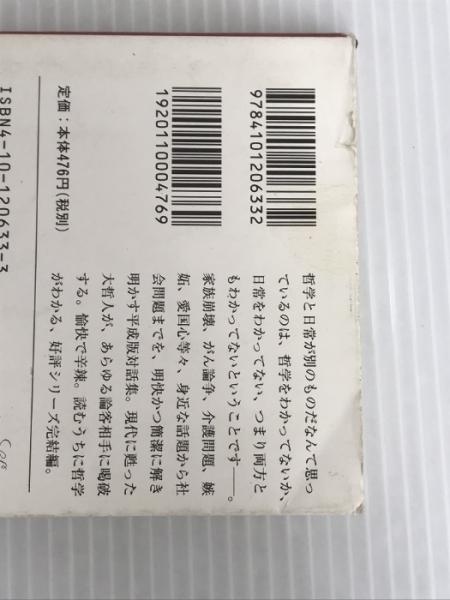 9784101206332
1920110004769
定価：本体476円（税別）
ISBN4-10-120633-3
哲学と日常が別のものだなんて思っ
ているのは、哲学をわかってないか、
日常をわかってない、つまり両方と
もわかってないということです――。
家族崩壊、がん論争、介護問題、嫉
妬、愛国心等々、身近な話題から社
会問題までを、明快かつ簡潔に解き
明かす平成版対話集。現代に甦った
大哲人が、あらゆる論客相手に喝破
する。愉快で辛辣。読むうちに哲学
がわかる、好評シリーズ完結編。